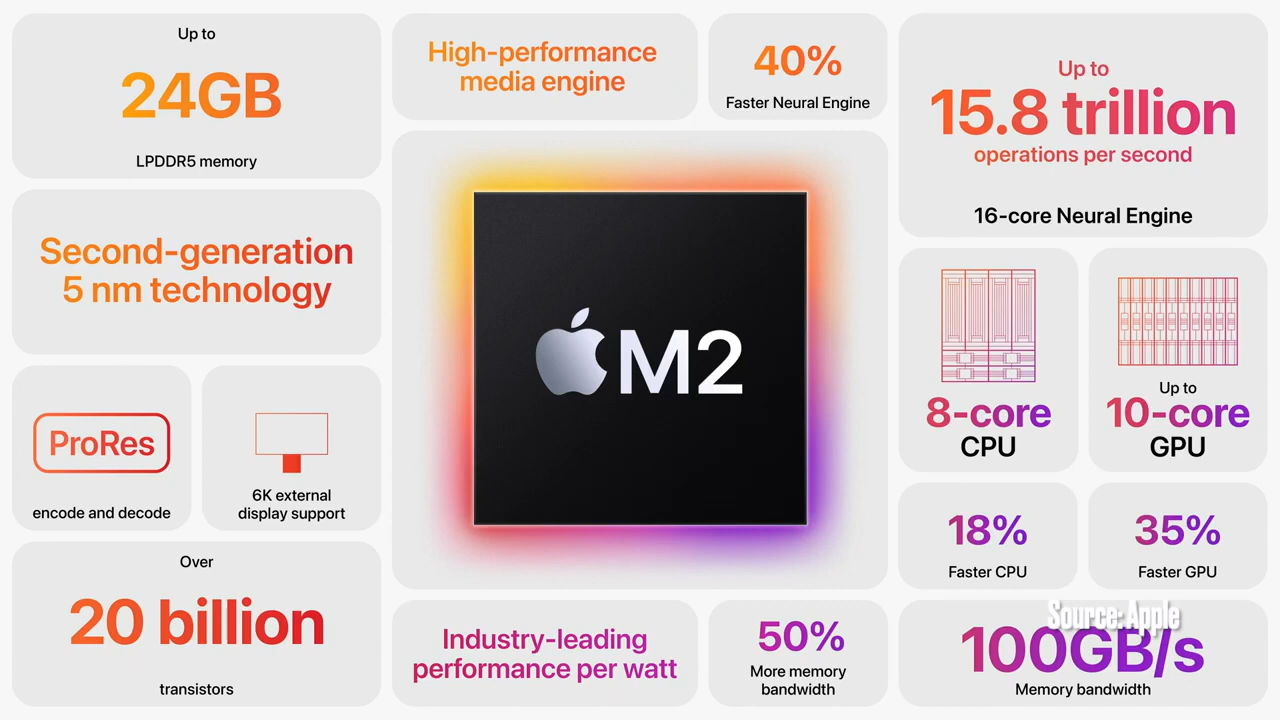 Up to
24GB
LPDDR5 memory
High-performance
media engine
40%
Faster Neural Engine
Up to
15.8 trillion
operations per second
16-core Neural Engine
Second-generation
5 nm technology
M2
8-core
CPU
Up to
10-core
GPU
ProRes
encode and decode
6K external
display support
18%
Faster CPU
35%
Faster GPU
Over
20 billion
transistors
Industry-leading
performance per watt
50%
More memory
bandwidth
Source: Apple
100GB/s
Memory bandwidth